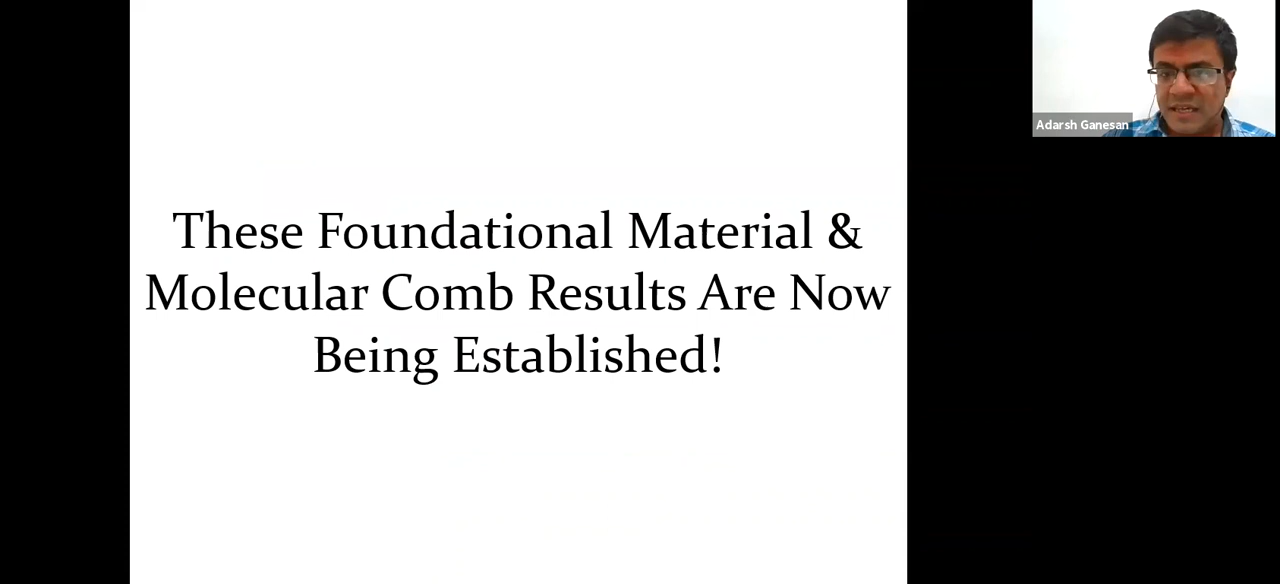 These Foundational Material &
Molecular Comb Results Are Now
Being Established!
Adarsh Ganesan